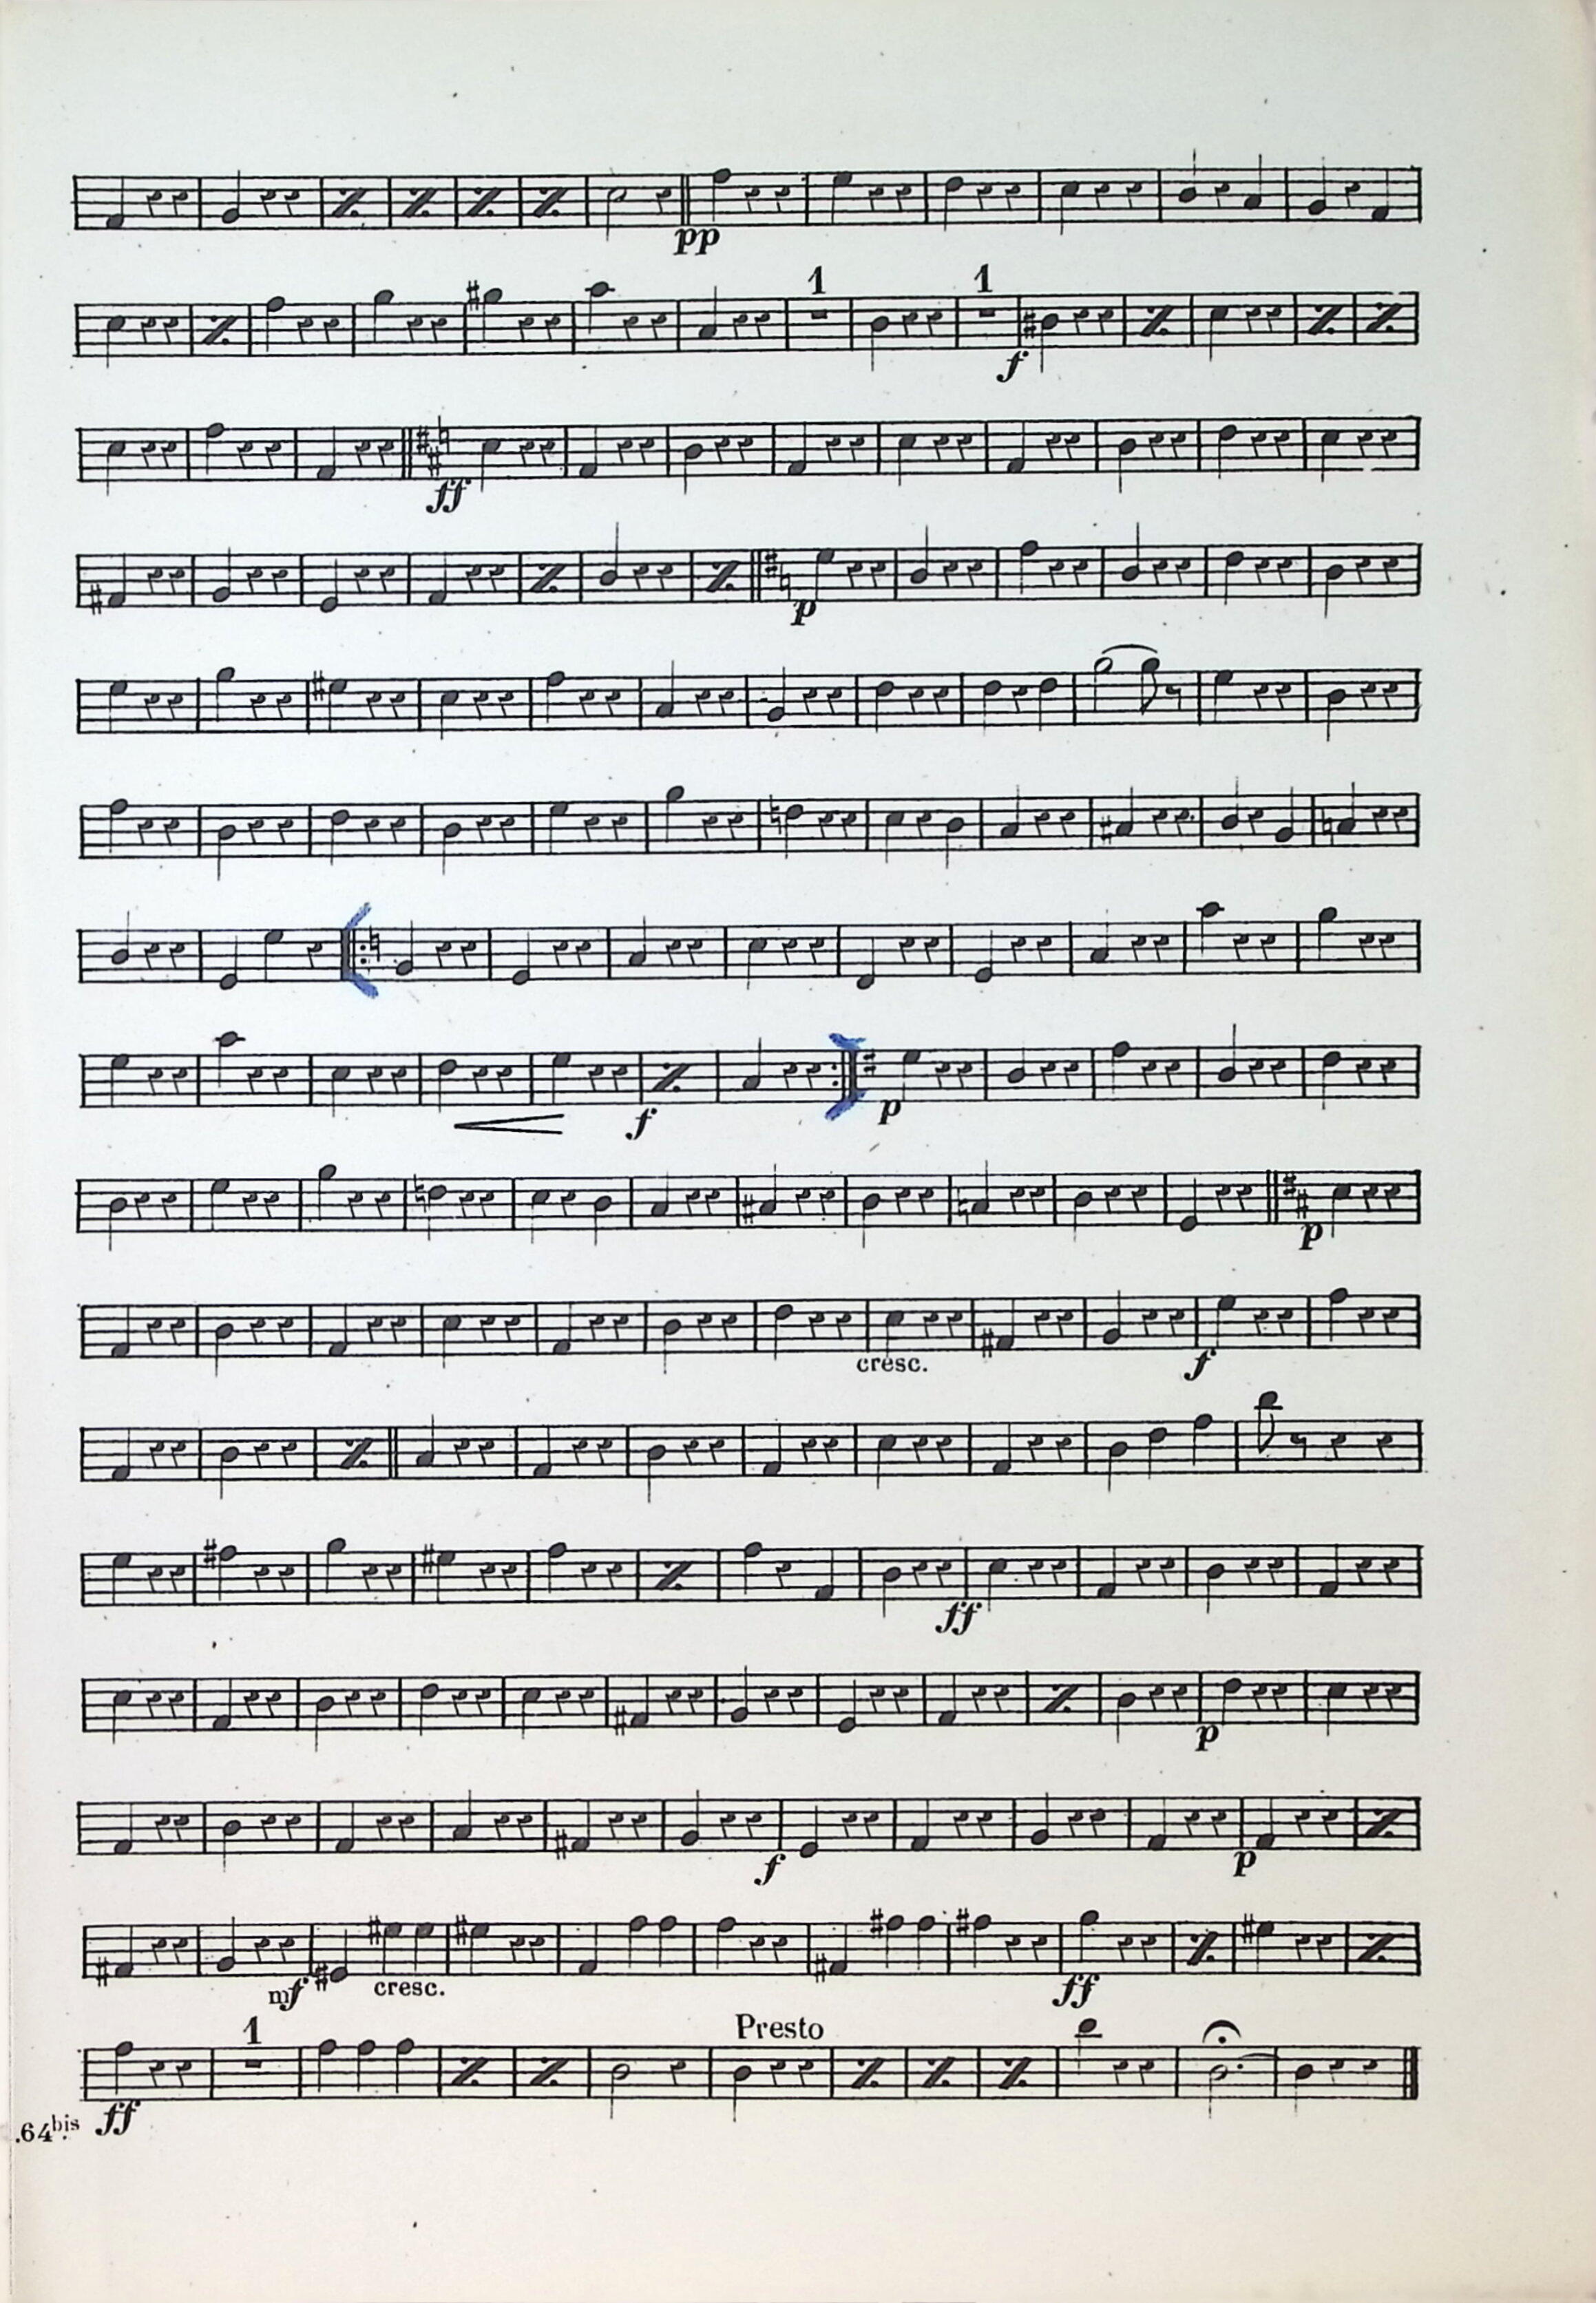 pp
1 1
f
ff
p
f
p
p
cresc. f
ff
p
f p
mf cresc. ff
1 Presto
ff
.64bis